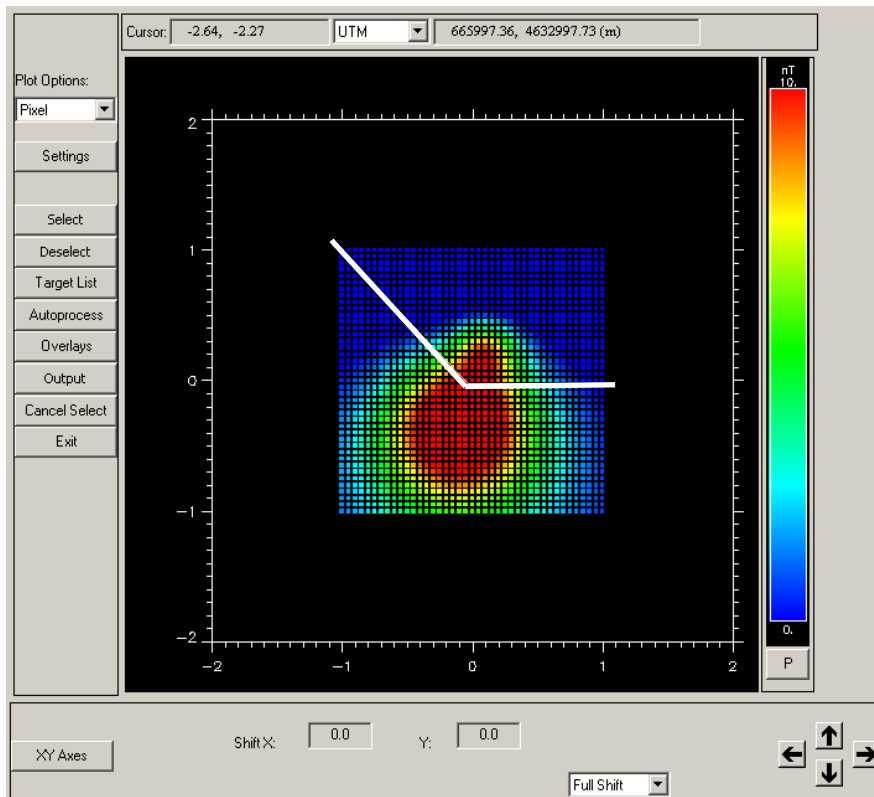 Cursor: -2.64, -2.27 UTM 665997.36, 4632997.73 (m)
Plot Options:
Pixel
Settings
Select
Deselect
Target List
Autoprocess
Overlays
Output
Cancel Select
Exit
nT
10.
0.
P
2
1
0
-1
-2
-2 -1 0 1 2
XY Axes
Shift X: 0.0 Y: 0.0
Full Shift